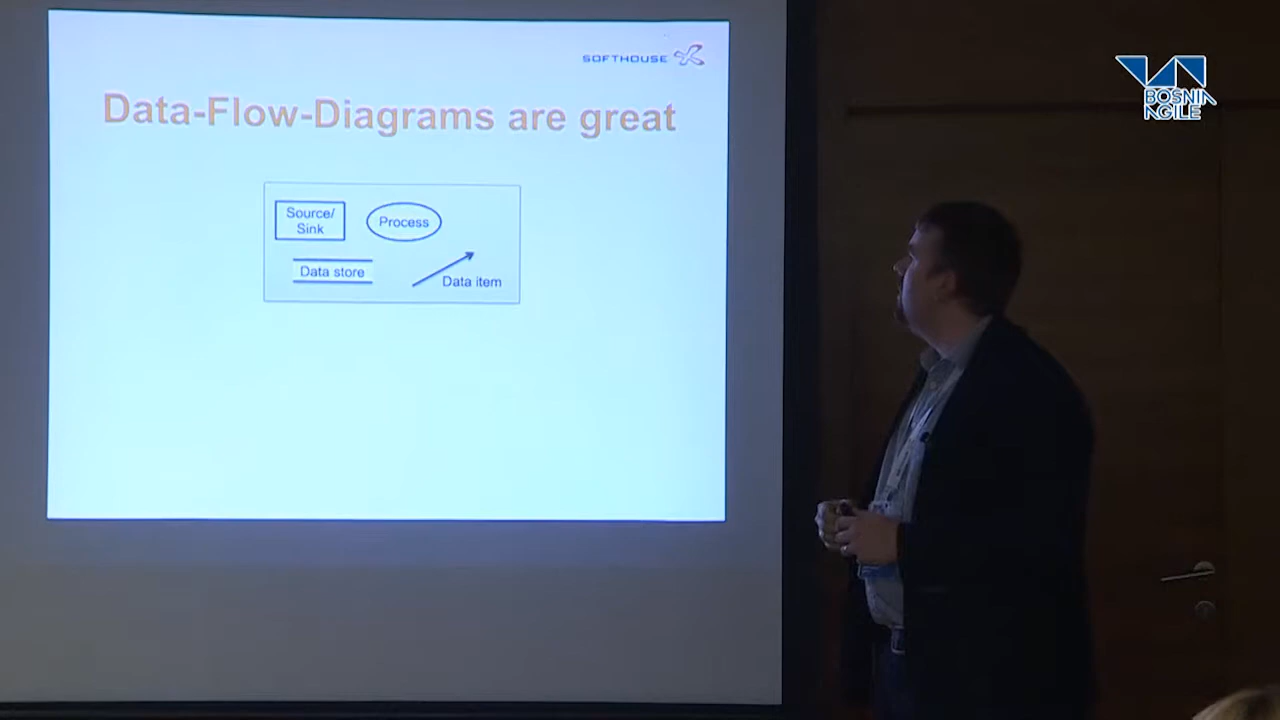 SOFTHOUSE
BOSNIA
AGILE
Data-Flow-Diagrams are great
Source/
Sink
Process
Data store
Data item